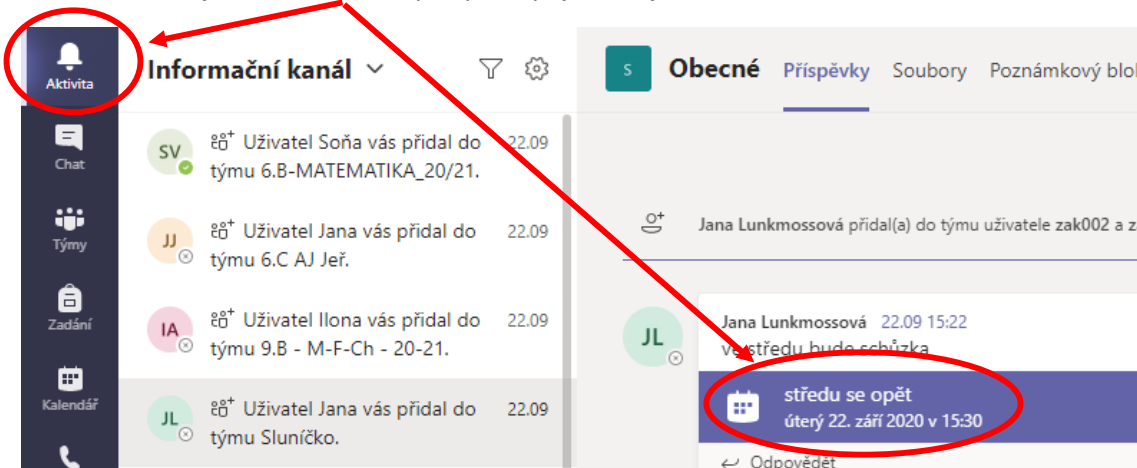 Aktivita
Chat
Týmy
Zadání
Kalendář
Informační kanál
SV
Uživatel Soňa vás přidal do
22.09
týmu 6.B-MATEMATIKA_20/21.
JJ
Uživatel Jana vás přidal do
22.09
týmu 6.C AJ Jeř.
IA
Uživatel Ilona vás přidal do
22.09
týmu 9.B - M-F-Ch - 20-21.
JL
Uživatel Jana vás přidal do
22.09
týmu Sluníčko.
S
Obecné Příspěvky Soubory Poznámkový blok
Jana Lunkmossová přidal(a) do týmu uživatele zak002 a
JL
Jana Lunkmossová 22.09 15:22
ve středu bude schůzka
středu se opět
úterý 22. září 2020 v 15:30
Odpovědět